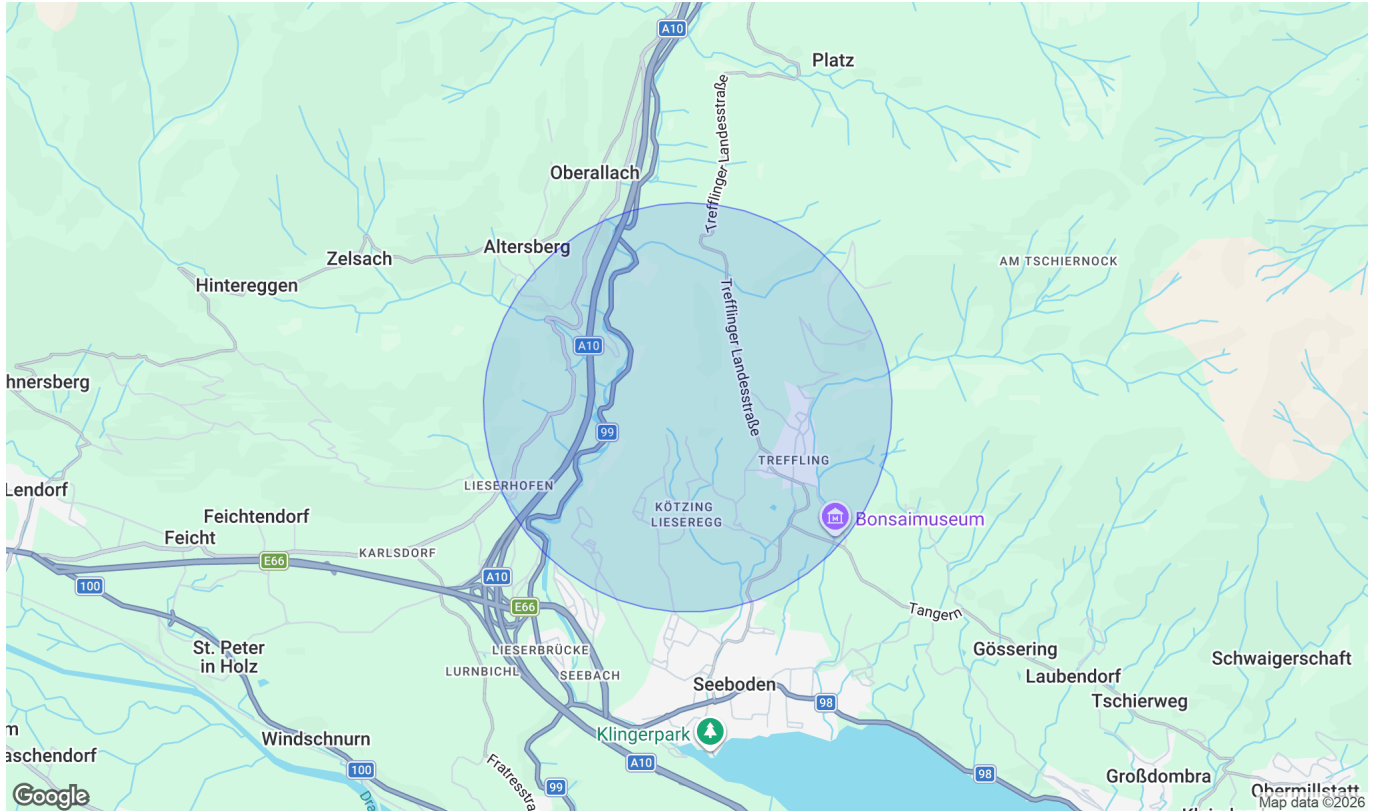 A10
Platz
Trefflinger Landesstraße
Oberallach
Altersberg
Zelsach
AM TSCHIERNOCK
Hintereggen
Trefflinger Landesstraße
A10
hnersberg
99
TREFFLING
Lendorf
LIESERHOFEN
KÖTZING
LIESEREGG
Feichtendorf
Feicht
M
Bonsaimuseum
KARLSDORF
E66
A10
100
E66
Tangern
St. Peter
in Holz
LIESERBRÜCKE
LURNBICHL
SEEBACH
Gössering
Schwaigerschaft
Laubendorf
Seeboden
Tschierweg
98
m
Windschnurn
Klingerpark
aschendorf
A10
100
98
Fratresstra
99
Großdombra
Obermillstatt
Google
Map data ©2026